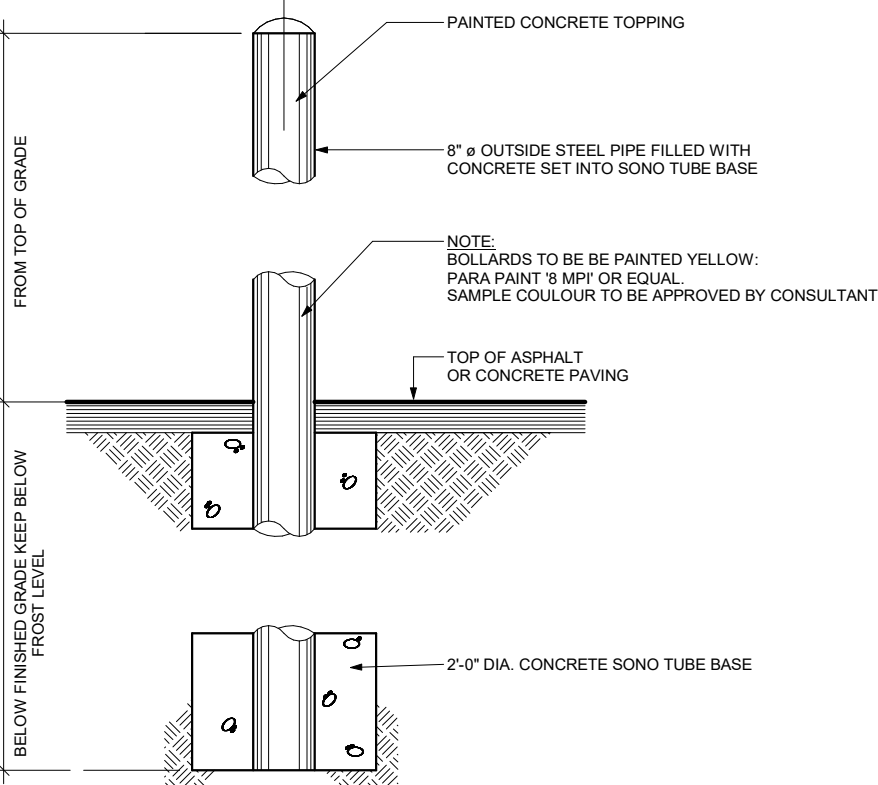 PAINTED CONCRETE TOPPING
8" ø OUTSIDE STEEL PIPE FILLED WITH
CONCRETE SET INTO SONO TUBE BASE
FROM TOP OF GRADE
NOTE:
BOLLARDS TO BE BE PAINTED YELLOW:
PARA PAINT '8 MPI' OR EQUAL.
SAMPLE COULOUR TO BE APPROVED BY CONSULTANT
TOP OF ASPHALT
OR CONCRETE PAVING
BELOW FINISHED GRADE KEEP BELOW
FROST LEVEL
2'-0" DIA. CONCRETE SONO TUBE BASE